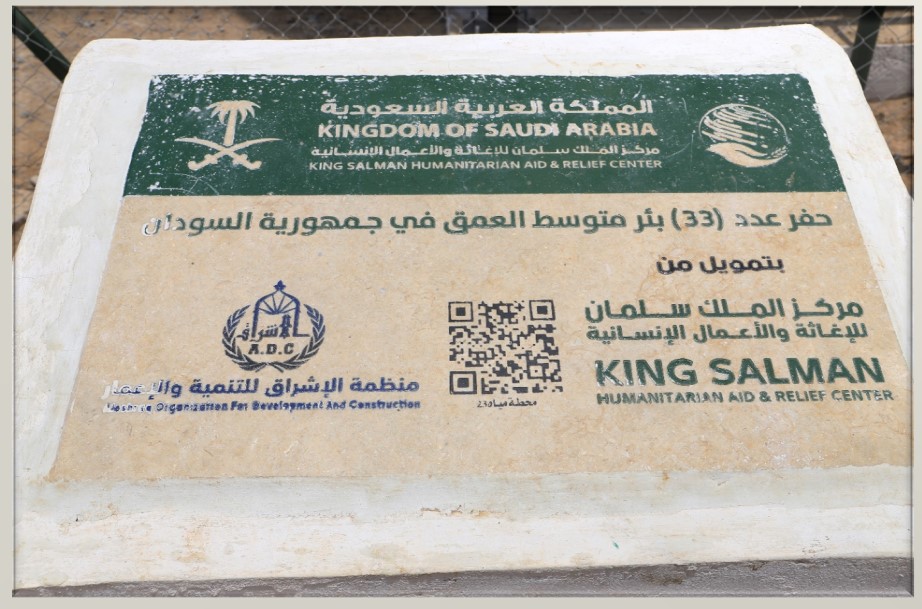 المملكة العربية السعودية
KINGDOM OF SAUDI ARABIA
مركز الملك سلمان للإغاثة والأعمال الإنسانية
KING SALMAN HUMANITARIAN AID & RELIEF CENTER
حفر عدد (33) بئر متوسط العمق في جمهورية السودان
بتمويل من
مركز الملك سلمان
للإغاثة والأعمال الإنسانية
KING SALMAN
HUMANITARIAN AID & RELIEF CENTER
محطة مياه
الإشراق
A.D.C
منظمة الإشراق للتنمية والإعمار
Organization For Development And Construction